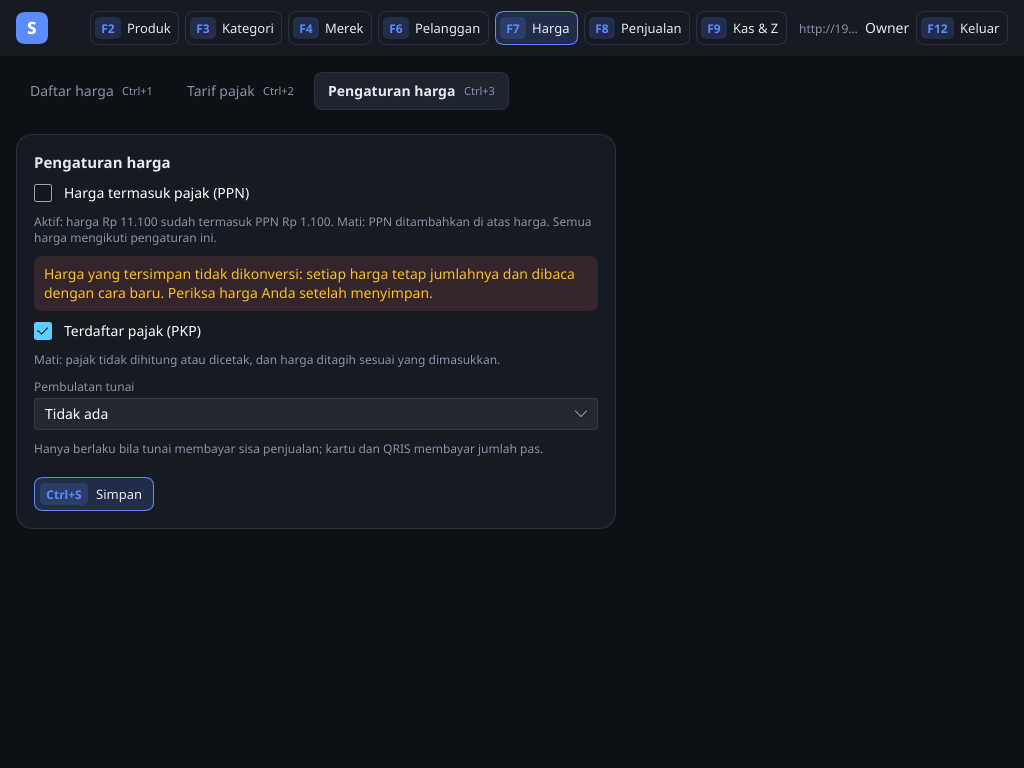 S F2 Produk F3 Kategori F4 Merek F6 Pelanggan F7 Harga F8 Penjualan F9 Kas & Z http://19... Owner F12 Keluar
Daftar harga Ctrl+1 Tarif pajak Ctrl+2 Pengaturan harga Ctrl+3
Pengaturan harga
Harga termasuk pajak (PPN)
Aktif: harga Rp 11.100 sudah termasuk PPN Rp 1.100. Mati: PPN ditambahkan di atas harga. Semua
harga mengikuti pengaturan ini.
Harga yang tersimpan tidak dikonversi: setiap harga tetap jumlahnya dan dibaca
dengan cara baru. Periksa harga Anda setelah menyimpan.
Terdaftar pajak (PKP)
Mati: pajak tidak dihitung atau dicetak, dan harga ditagih sesuai yang dimasukkan.
Pembulatan tunai
Tidak ada
Hanya berlaku bila tunai membayar sisa penjualan; kartu dan QRIS membayar jumlah pas.
Ctrl+S Simpan